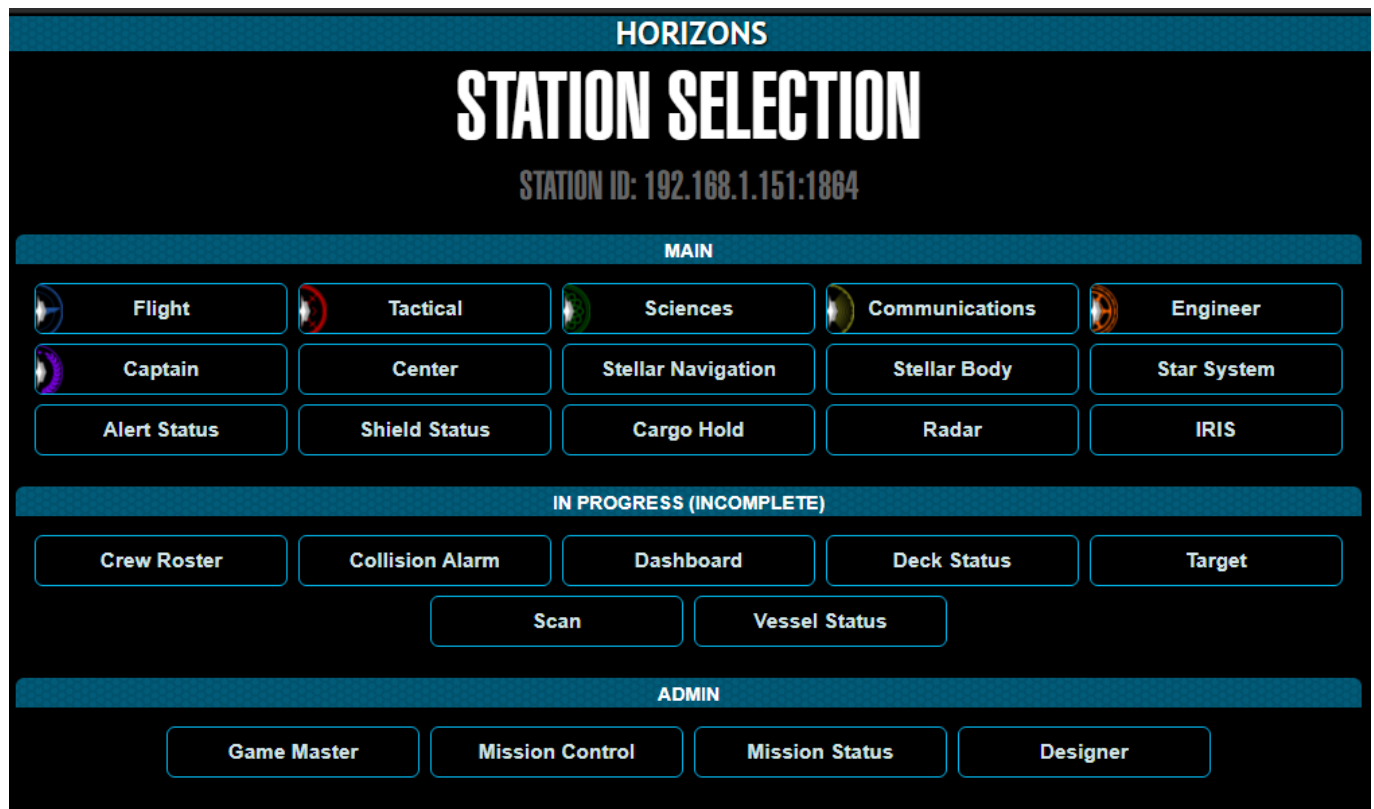 HORIZONS
STATION SELECTION
STATION ID: 192.168.1.151:1864
MAIN
Flight Tactical Sciences Communications Engineer
Captain Center Stellar Navigation Stellar Body Star System
Alert Status Shield Status Cargo Hold Radar IRIS
IN PROGRESS (INCOMPLETE)
Crew Roster Collision Alarm Dashboard Deck Status Target
Scan Vessel Status
ADMIN
Game Master Mission Control Mission Status Designer